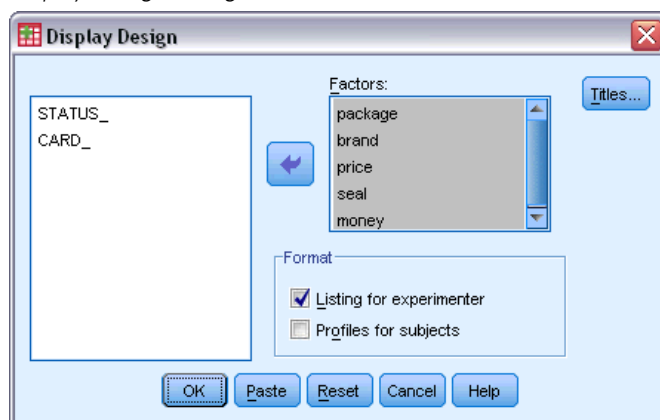 Display Design
STATUS_
CARD_
Factors:
package
brand
price
seal
money
Titles...
Format
Listing for experimenter
Profiles for subjects
OK
Paste
Reset
Cancel
Help